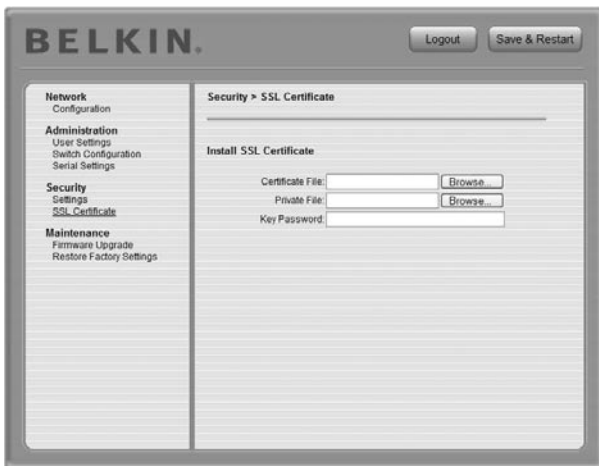 BELKIN.
Logout
Save & Restart
Network
Configuration
Administration
User Settings
Switch Configuration
Serial Settings
Security
Settings
SSL Certificate
Maintenance
Firmware Upgrade
Restore Factory Settings
Security > SSL Certificate
Install SSL Certificate
Certificate File: Browse...
Private File: Browse...
Key Password: